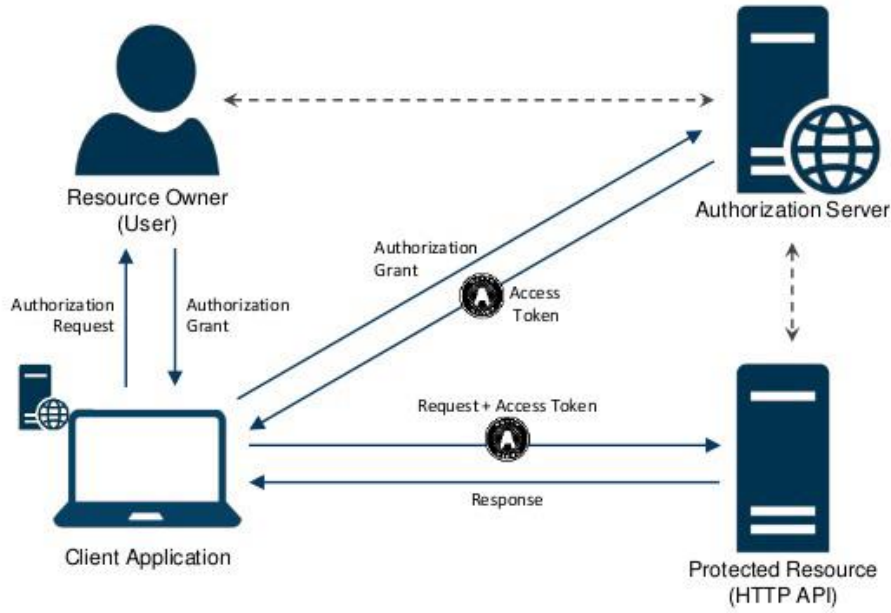 Resource Owner
(User)
Authorization Server
Authorization
Grant
Access
Token
Authorization
Request
Authorization
Grant
Request + Access Token
Response
Client Application
Protected Resource
(HTTP API)